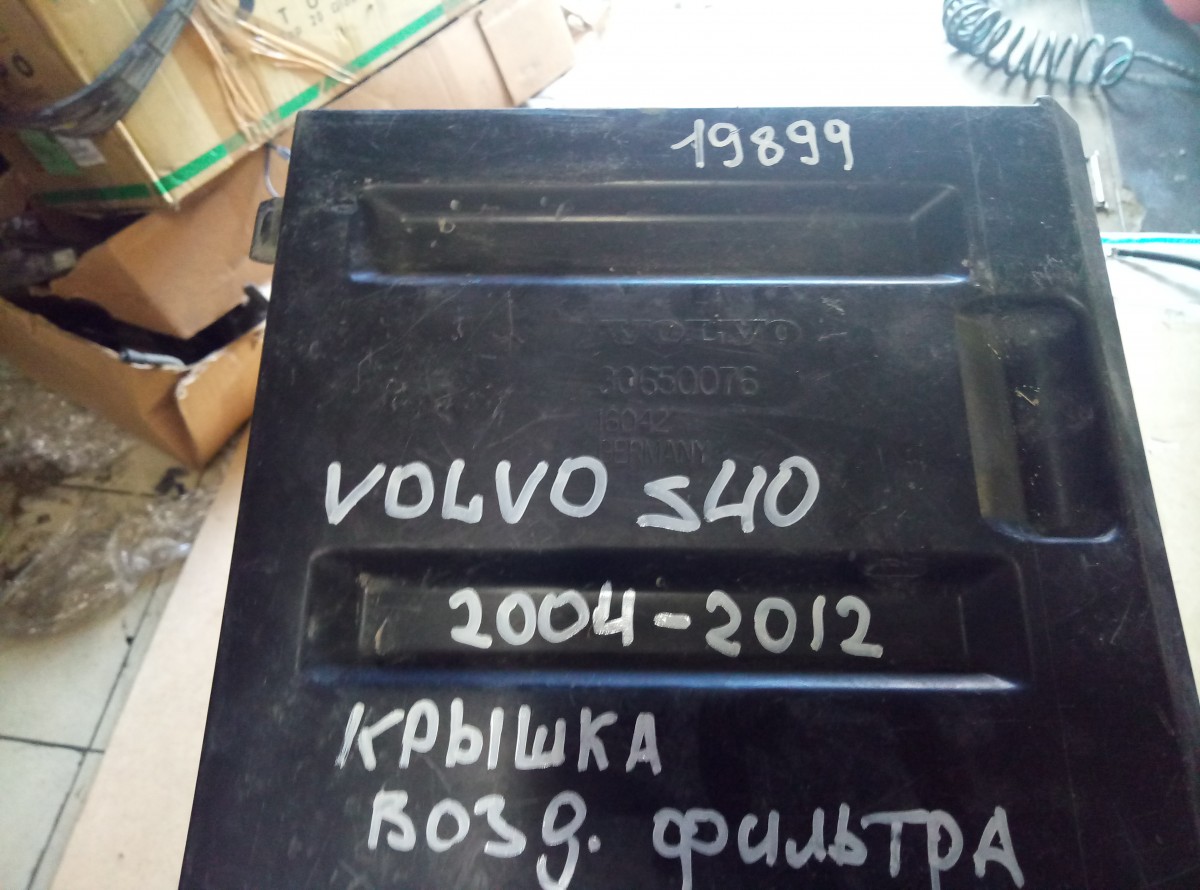 19899
VOLVO
30650076
16042
GERMANY
VOLVO S40
2004-2012
КРЫШКА
ВОЗД. ФИЛЬТРА